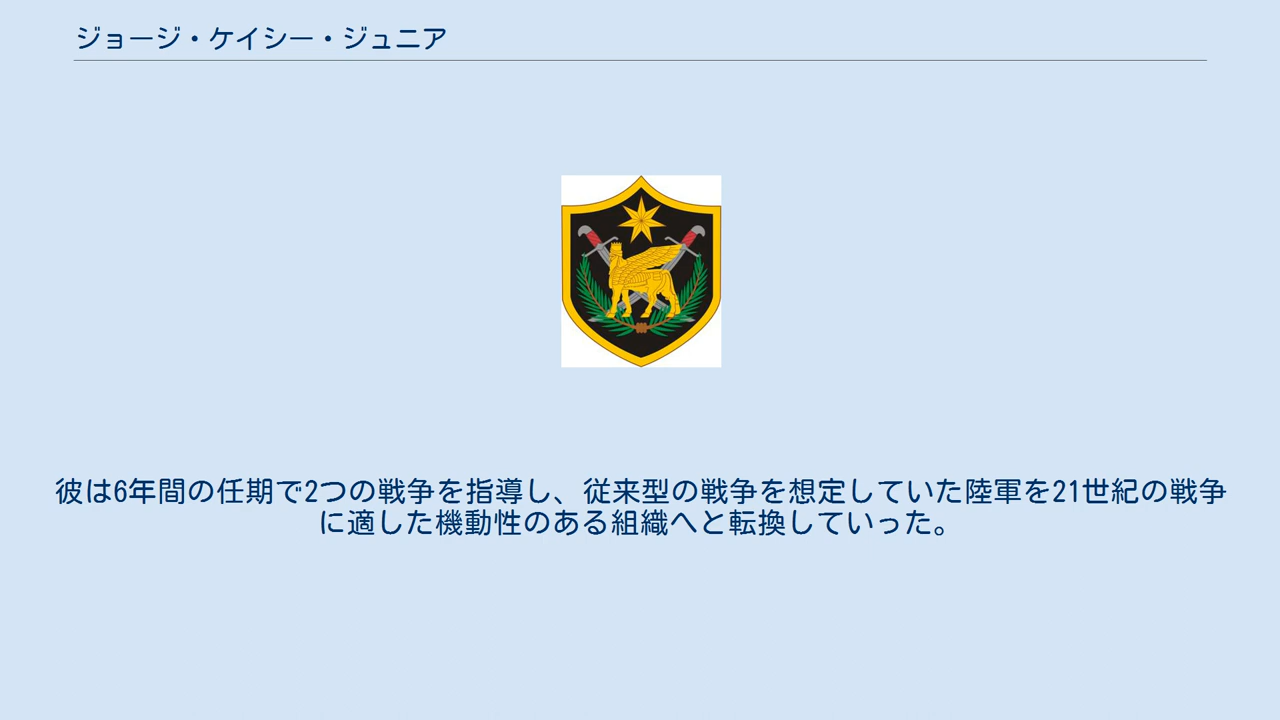 ジョージ・ケイシー・ジュニア
彼は6年間の任期で2つの戦争を指導し、従来型の戦争を想定していた陸軍を21世紀の戦争
に適した機動性のある組織へと転換していった。